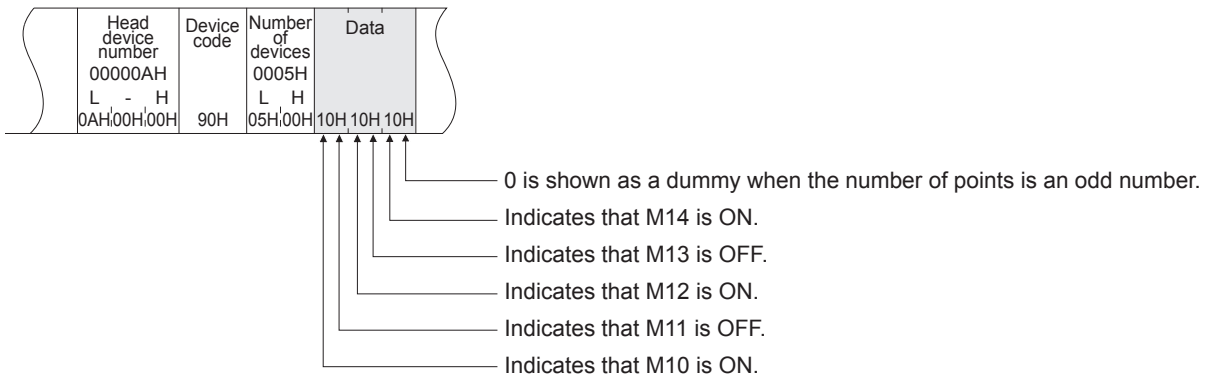 Head device number
Device code
Number of devices
Data
00000AH
0005H
L - H
L H
0AH 00H 00H
90H
05H 00H
10H 10H 10H
0 is shown as a dummy when the number of points is an odd number.
Indicates that M14 is ON.
Indicates that M13 is OFF.
Indicates that M12 is ON.
Indicates that M11 is OFF.
Indicates that M10 is ON.